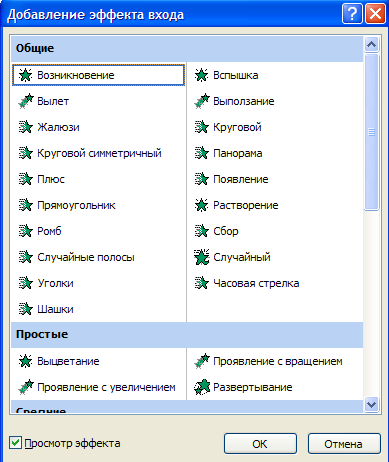 Добавление эффекта входа
Общие
Возникновение Вспышка
Вылет Выползание
Жалюзи Круговой
Круговой симметричный Панорама
Плюс Появление
Прямоугольник Растворение
Ромб Сбор
Случайные полосы Случайный
Уголки Часовая стрелка
Шашки
Простые
Выцветание Проявление с вращением
Проявление с увеличением Развертывание
Средние
Просмотр эффекта ОК Отмена